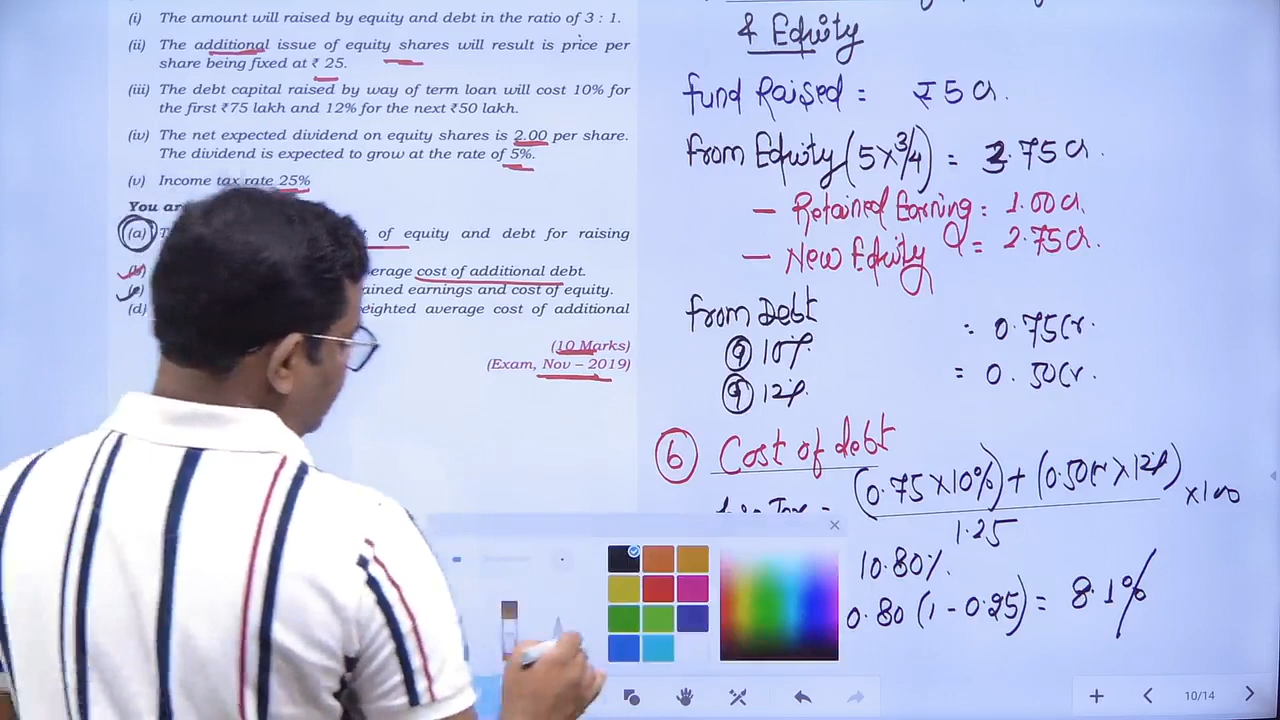 (i) The amount will raised by equity and debt in the ratio of 3 : 1.
(ii) The additional issue of equity shares will result is price per
share being fixed at ₹ 25.
(iii) The debt capital raised by way of term loan will cost 10% for
the first ₹75 lakh and 12% for the next ₹50 lakh.
(iv) The net expected dividend on equity shares is 2.00 per share.
The dividend is expected to grow at the rate of 5%.
(v) Income tax rate 25%
You
(a) of equity and debt for raising
cost of additional debt.
ained earnings and cost of equity.
(d) eighted average cost of additional
(10 Marks)
(Exam, Nov – 2019)
& Equity
Fund Raised : ₹5 Cr.
From Equity (5×3/4) = 3.75 Cr.
– Retained Earning : 1.00 Cr.
– New Equity = 2.75 Cr.
From Debt
@ 10% = 0.75 Cr.
@ 12% = 0.50 Cr.
(b) Cost of debt
(0.75×10%) + (0.50 Cr×12%) ×100
1.25
10.80%
0.80 (1 - 0.25) = 8.1%
10/14